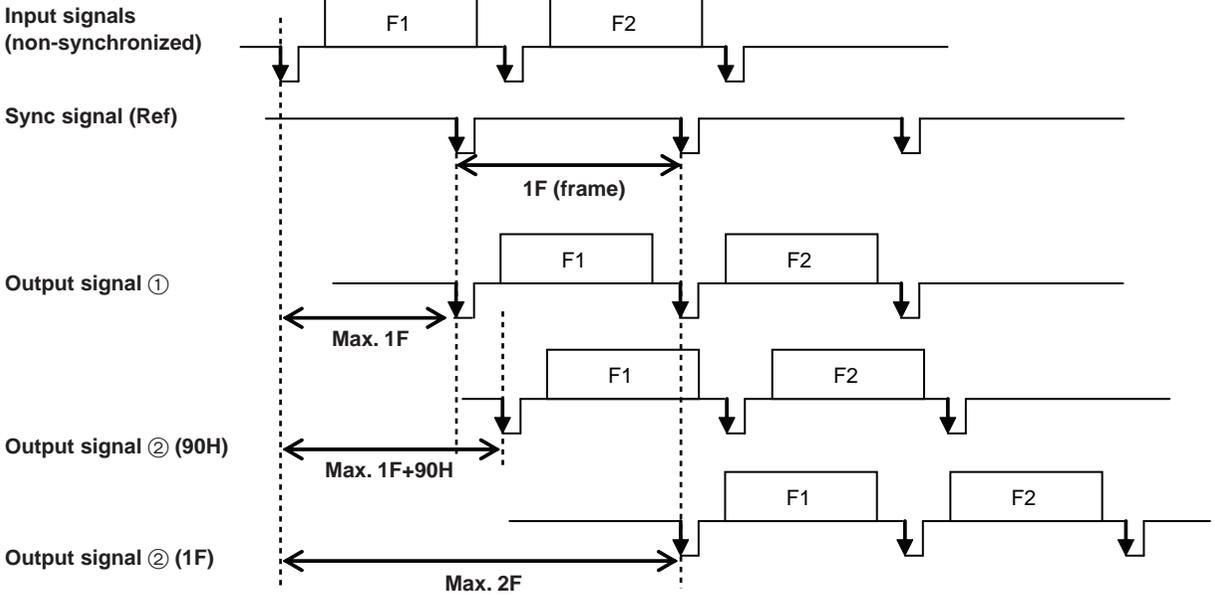 Input signals
(non-synchronized)
F1
F2
Sync signal (Ref)
1F (frame)
F1
F2
Output signal ①
Max. 1F
F1
F2
Output signal ② (90H)
Max. 1F+90H
F1
F2
Output signal ② (1F)
Max. 2F